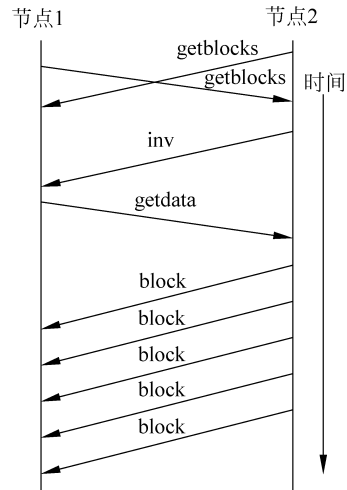 节点1
节点2
getblocks
getblocks
时间
inv
getdata
block
block
block
block
block